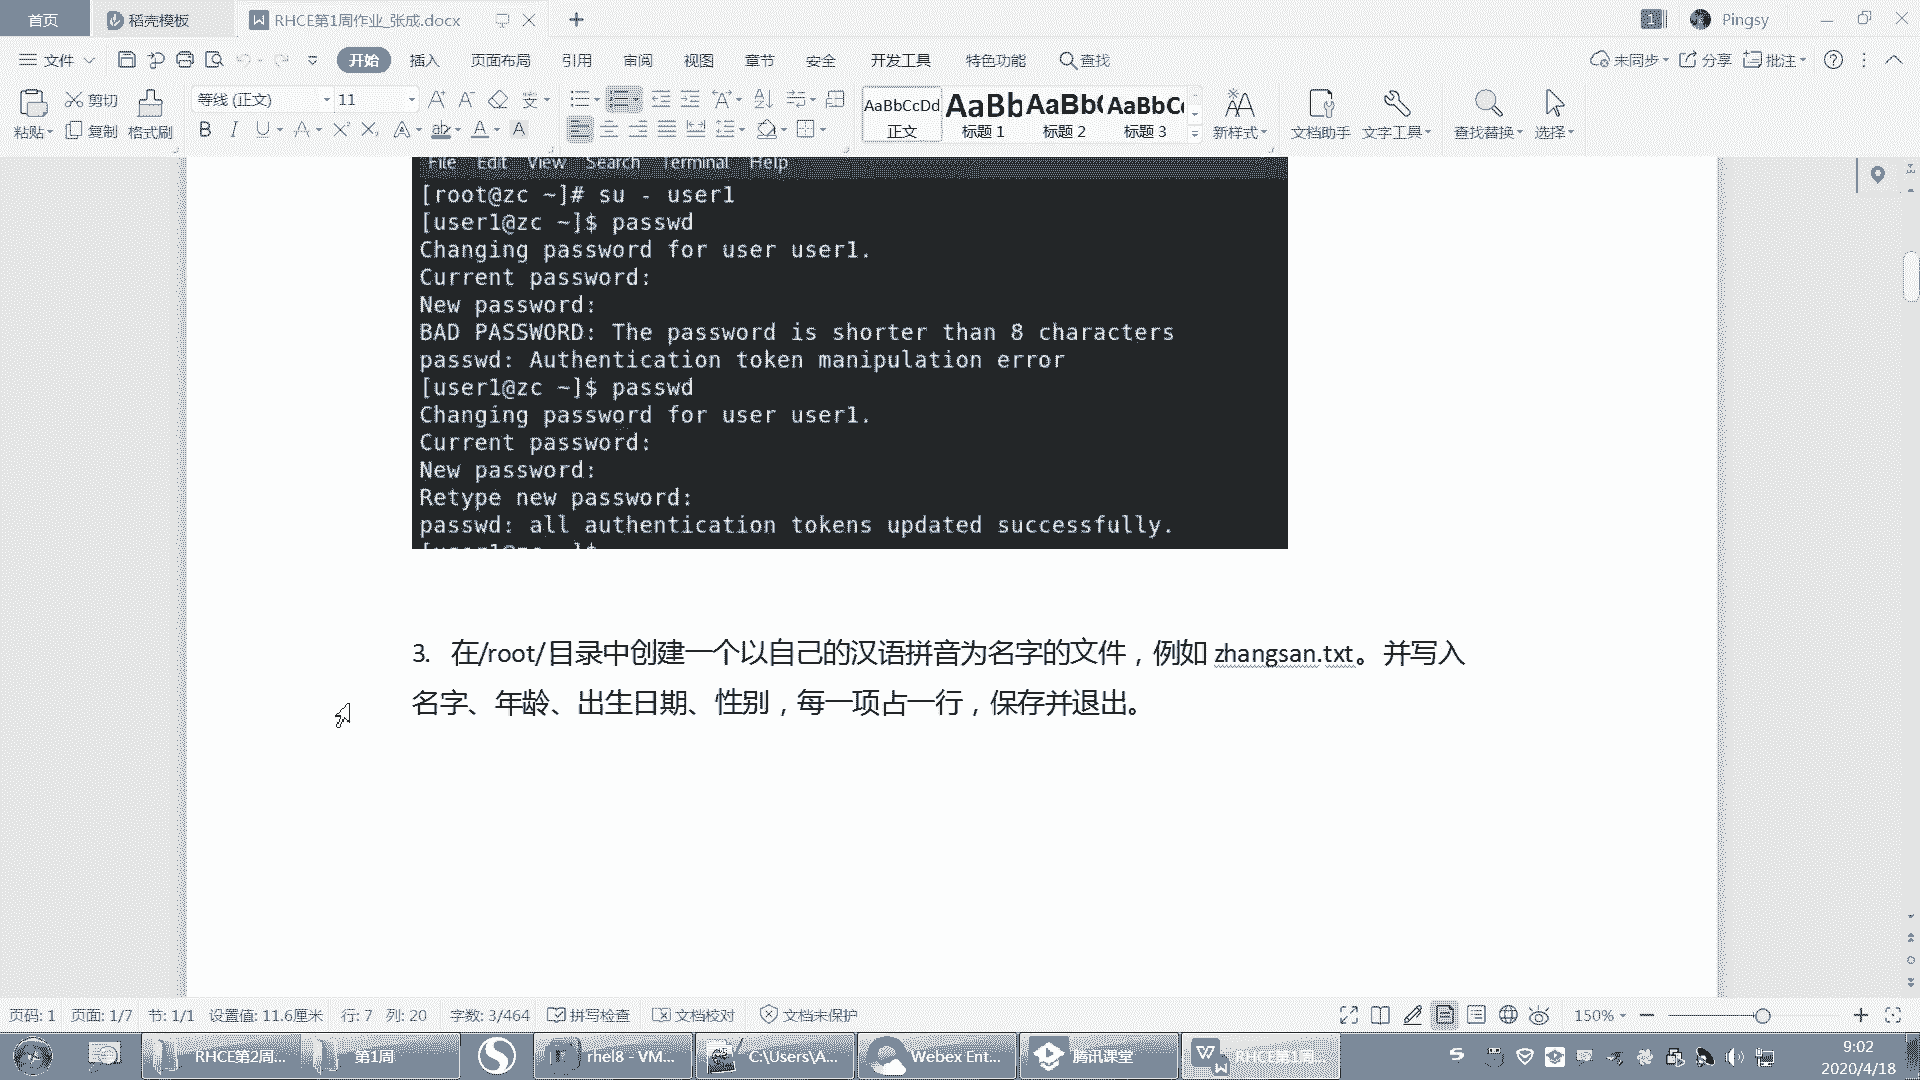 首页
稻壳模板
RHCE第1周作业_张成.docx
1
Pingsy
文件
开始
插入
页面布局
引用
审阅
视图
章节
安全
开发工具
特色功能
查找
未同步
分享
批注
粘贴
剪切
复制
格式刷
等线 (正文)
11
AaBbCcDd
正文
AaBb
标题 1
AaBb(
标题 2
AaBbC
标题 3
新样式
文档助手
文字工具
查找替换
选择
File Edit View Search Terminal Help
[root@zc ~]# su - user1
[user1@zc ~]$ passwd
Changing password for user user1.
Current password:
New password:
BAD PASSWORD: The password is shorter than 8 characters
passwd: Authentication token manipulation error
[user1@zc ~]$ passwd
Changing password for user user1.
Current password:
New password:
Retype new password:
passwd: all authentication tokens updated successfully.
3. 在/root/目录中创建一个以自己的汉语拼音为名字的文件，例如 zhangsan.txt。并写入
名字、年龄、出生日期、性别，每一项占一行，保存并退出。
页码: 1 页面: 1/7 节: 1/1 设置值: 11.6厘米 行: 7 列: 20 字数: 3/464 拼写检查 文档校对 文档未保护 150%
RHCE第2周...
第1周
rhel8 - VM...
C:\Users\A...
Webex Ent...
腾讯课堂
RHCE第1周...
9:02
2020/4/18